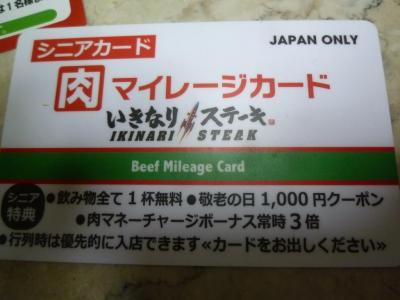 は1名様
シニアカード
JAPAN ONLY
肉 マイレージカード
いきなりステーキ
IKINARI STEAK
Beef Mileage Card
シニア特典
●飲み物全て1杯無料 ●敬老の日1,000円クーポン
●肉マネーチャージボーナス常時3倍
●行列時は優先的に入店できます≪カードをお出しください≫